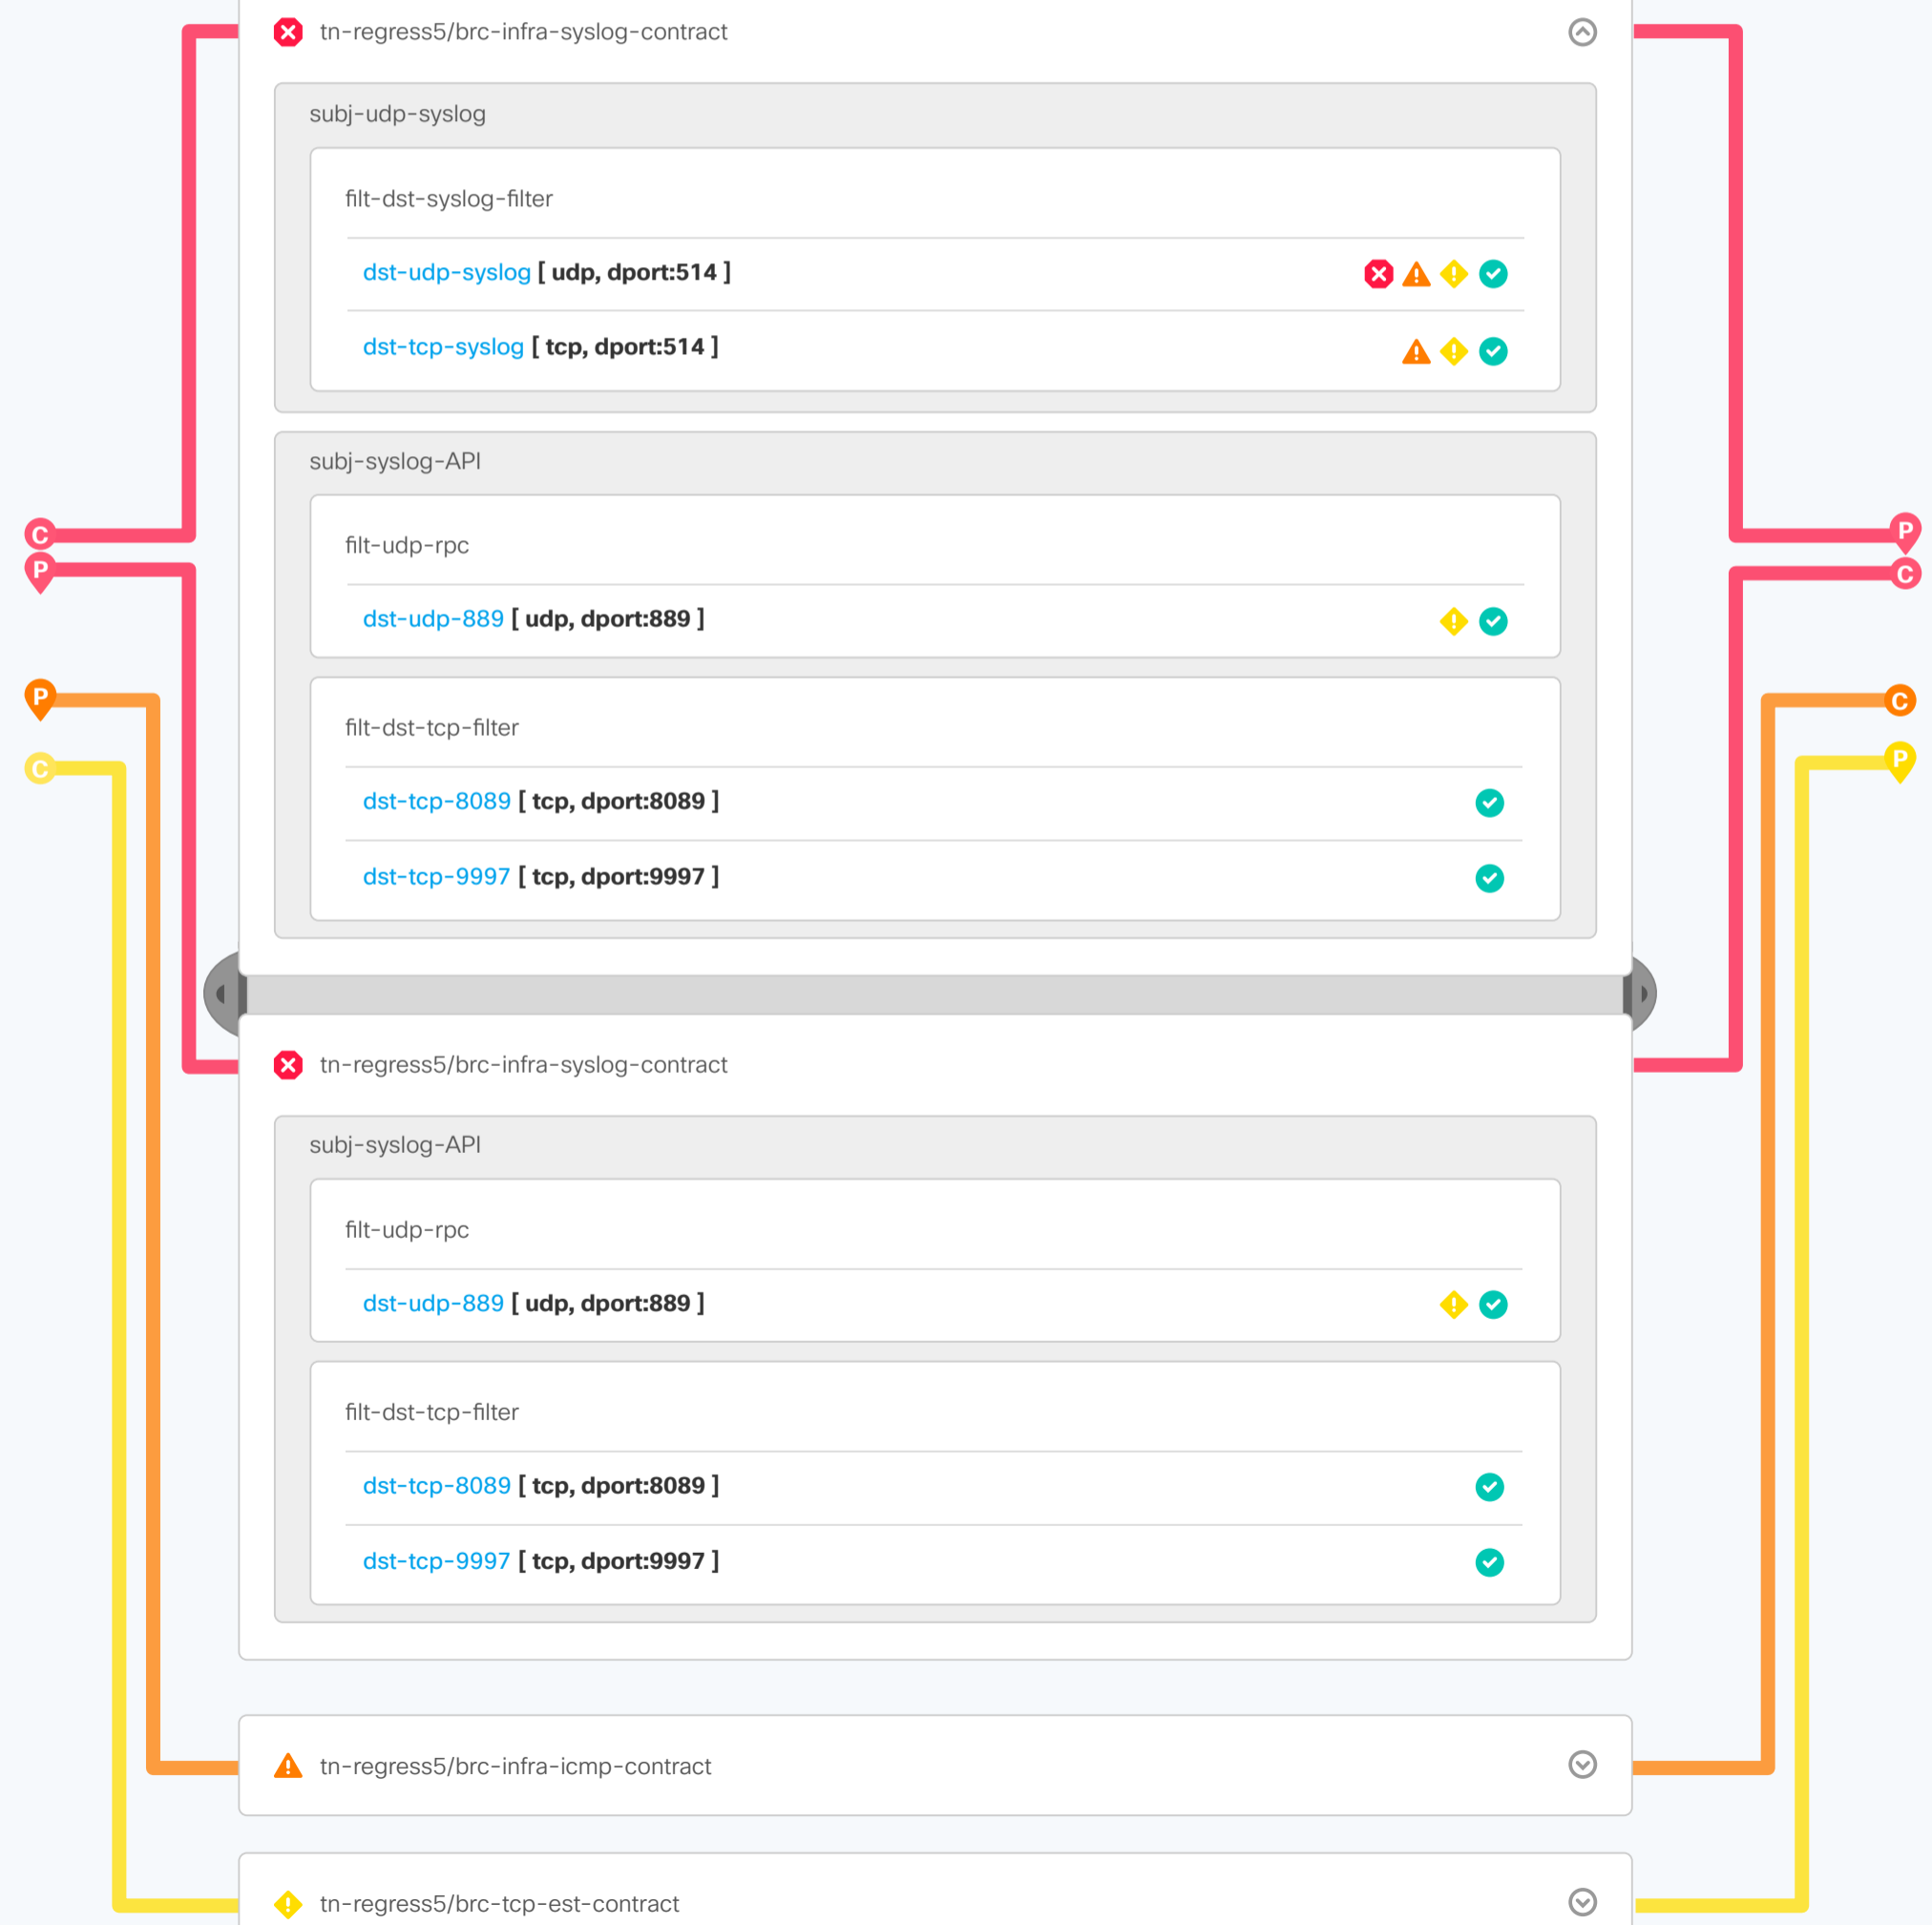 tn-regress5/brc-infra-syslog-contract
subj-udp-syslog
filt-dst-syslog-filter
dst-udp-syslog [ udp, dport:514 ]
dst-tcp-syslog [ tcp, dport:514 ]
subj-syslog-API
filt-udp-rpc
C
P
P
C
dst-udp-889 [ udp, dport:889 ]
filt-dst-tcp-filter
P
C
C
P
dst-tcp-8089 [ tcp, dport:8089 ]
dst-tcp-9997 [ tcp, dport:9997 ]
tn-regress5/brc-infra-syslog-contract
subj-syslog-API
filt-udp-rpc
dst-udp-889 [ udp, dport:889 ]
filt-dst-tcp-filter
dst-tcp-8089 [ tcp, dport:8089 ]
dst-tcp-9997 [ tcp, dport:9997 ]
tn-regress5/brc-infra-icmp-contract
tn-regress5/brc-tcp-est-contract